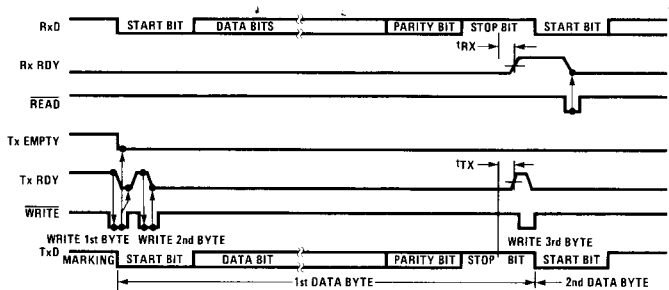 RxD START BIT DATA BITS PARITY BIT STOP BIT START BIT
tRX
Rx RDY
READ
Tx EMPTY
tTX
Tx RDY
WRITE
WRITE 1st BYTE WRITE 2nd BYTE WRITE 3rd BYTE
TxD MARKING START BIT DATA BIT PARITY BIT STOP BIT START BIT
1st DATA BYTE 2nd DATA BYTE